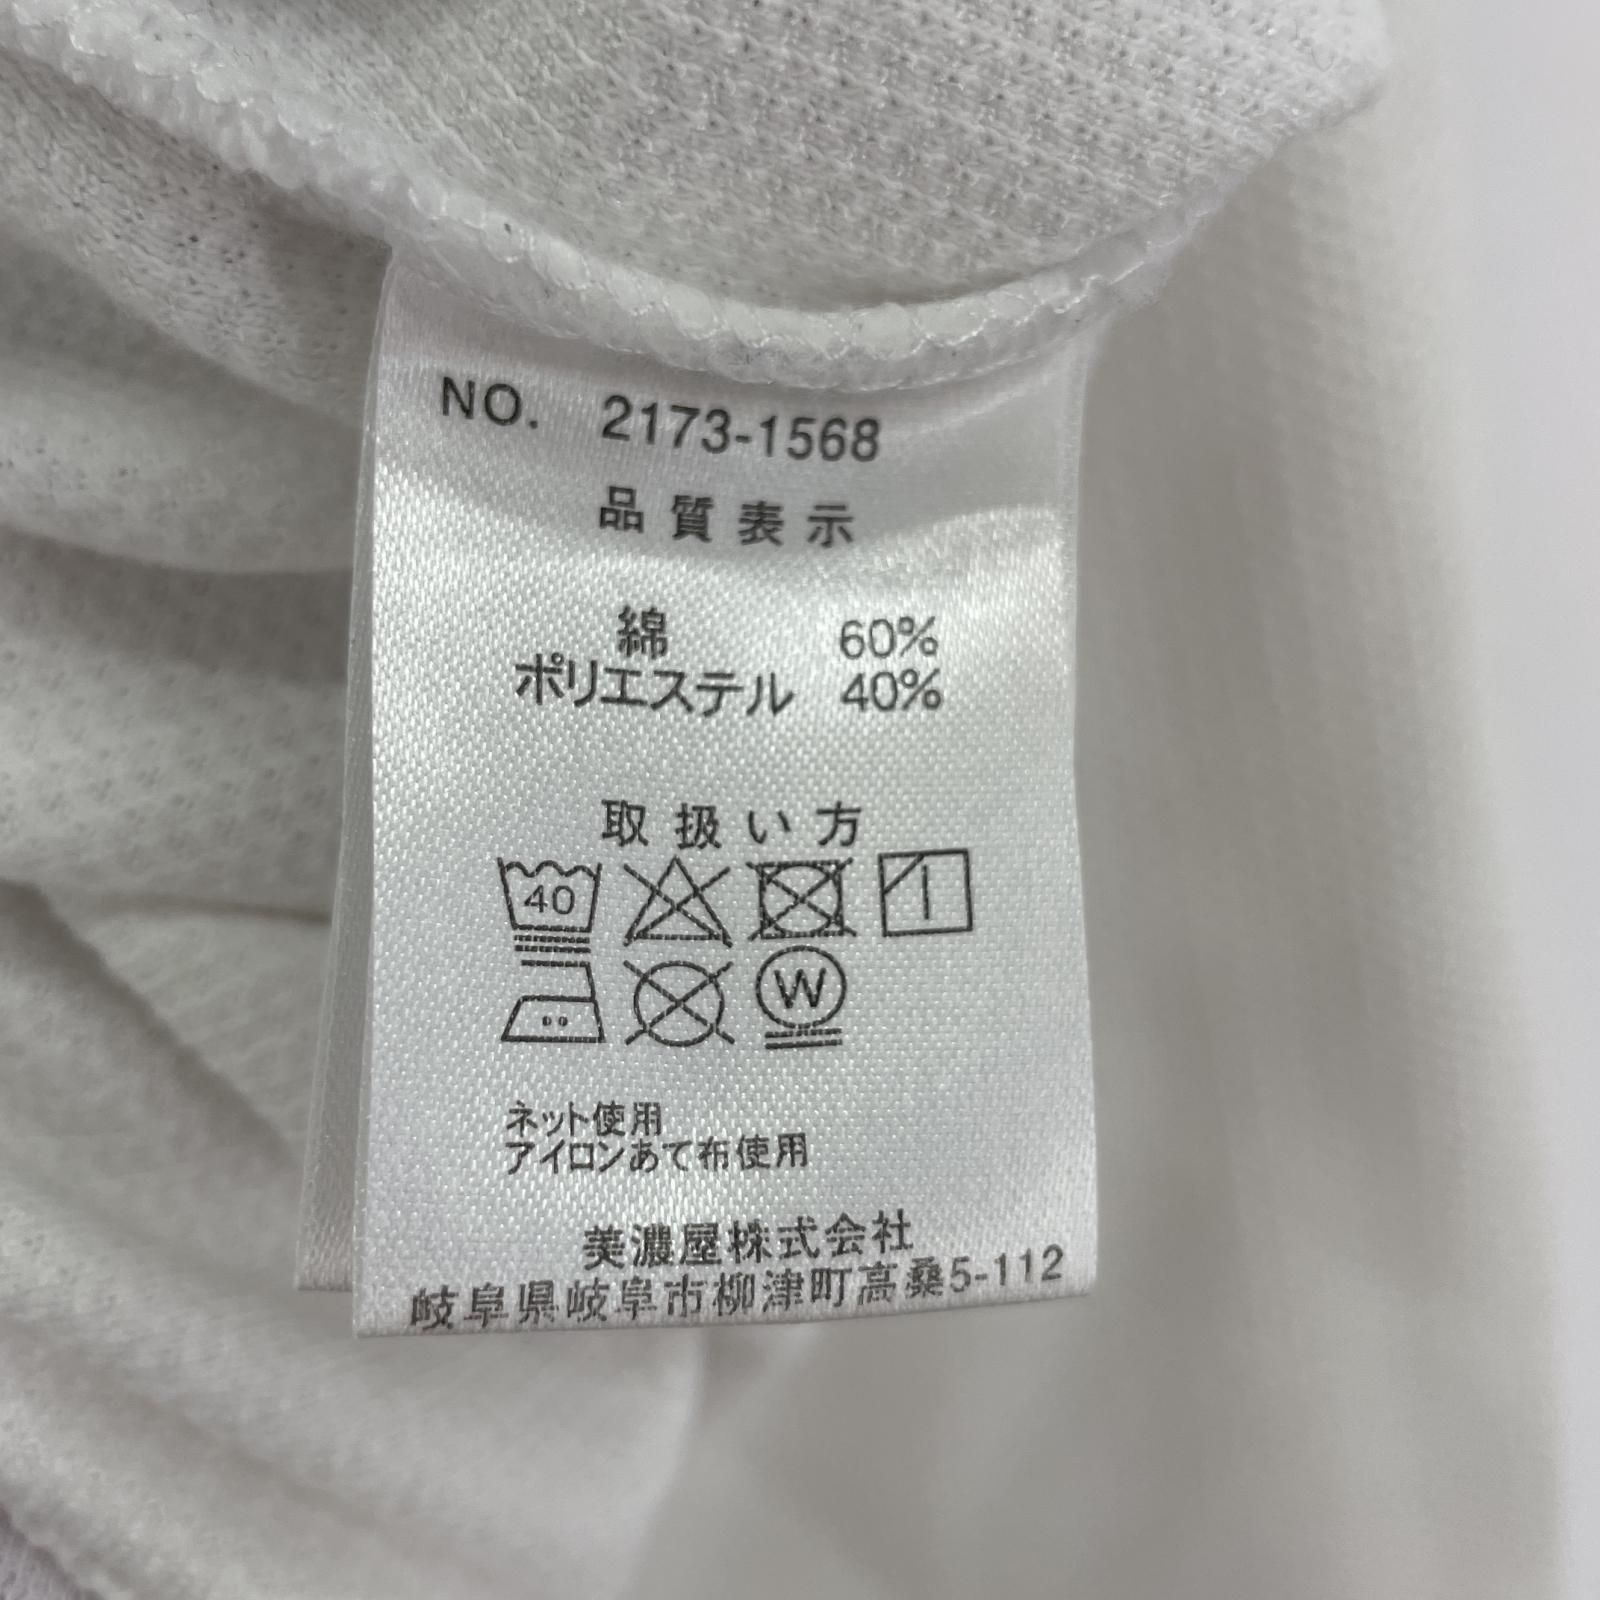 NO. 2173-1568
品質表示
綿 60%
ポリエステル 40%
取扱い方
40
W
ネット使用
アイロンあて布使用
美濃屋株式会社
岐阜県岐阜市柳津町高桑5-112